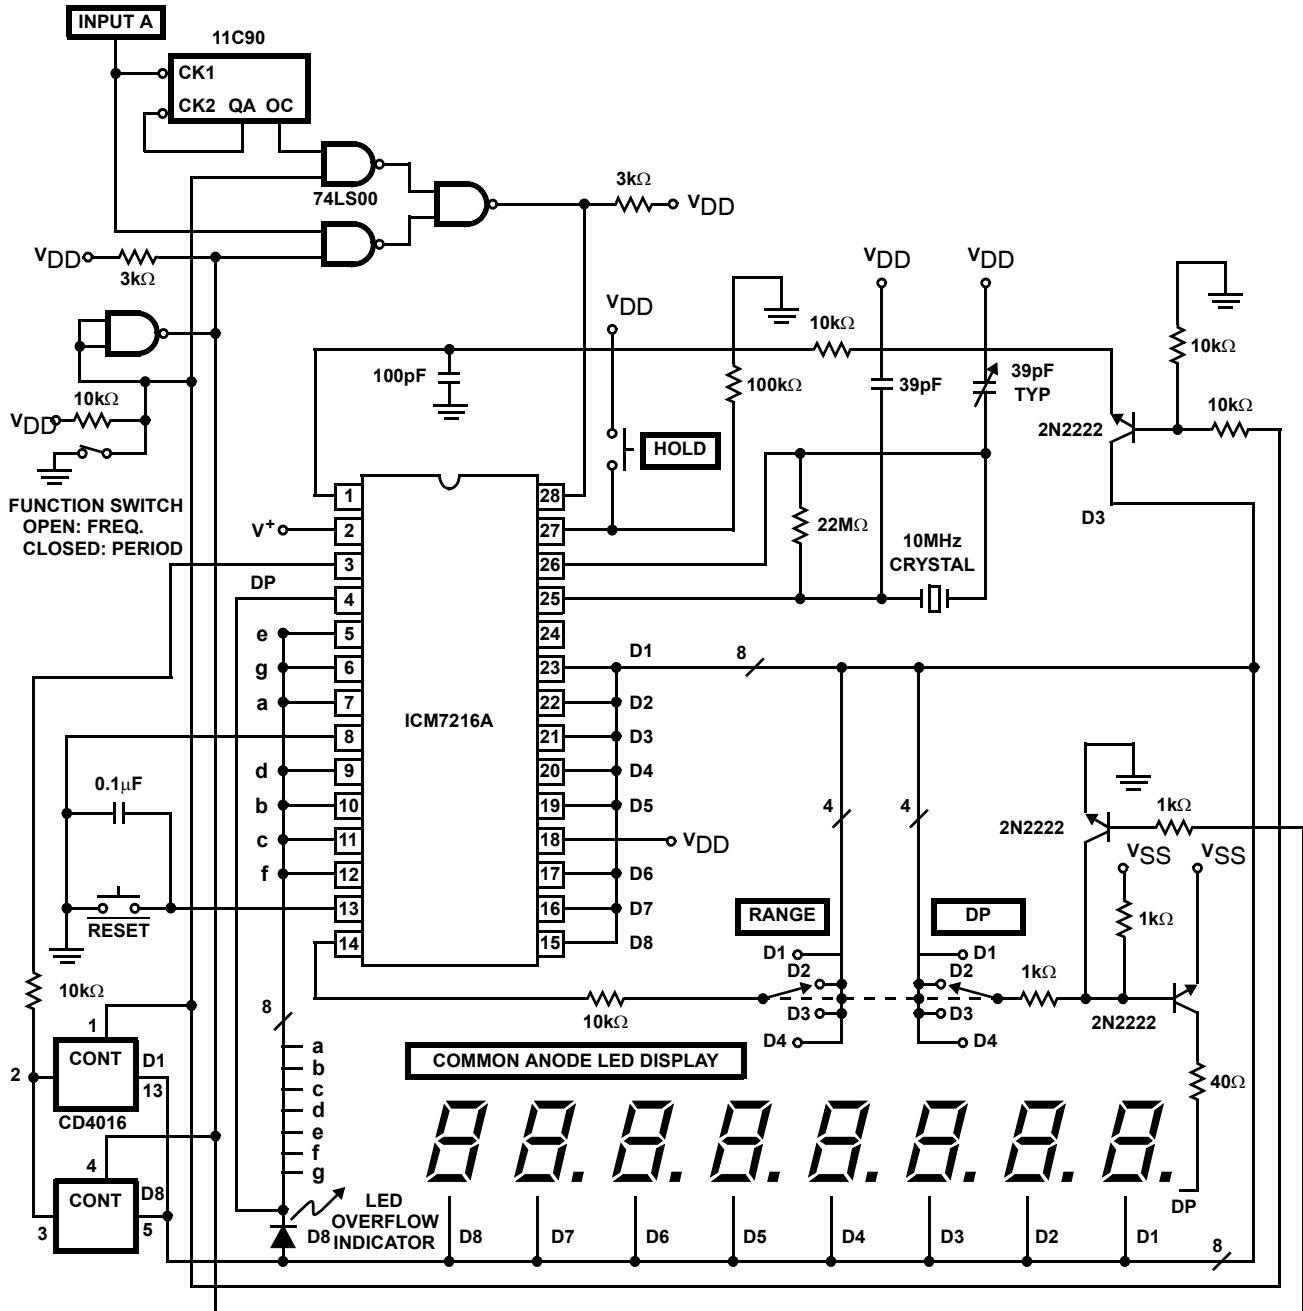 INPUT A
11C90
CK1
CK2 QA OC
74LS00
3kΩ
VDD
VDD
3kΩ
VDD
VDD
VDD
10kΩ
100pF
100kΩ
39pF
39pF
TYP
10kΩ
10kΩ
2N2222
10kΩ
VDD
HOLD
FUNCTION SWITCH
OPEN: FREQ.
CLOSED: PERIOD
V+
DP
22MΩ
10MHz
CRYSTAL
D3
1
2
3
4
5
6
7
8
9
10
11
12
13
14
ICM7216A
28
27
26
25
24
23
22
21
20
19
18
17
16
15
e
g
a
d
b
c
f
D1
D2
D3
D4
D5
VDD
D6
D7
D8
8
4
4
0.1μF
RESET
2N2222
1kΩ
VSS
VSS
1kΩ
RANGE
DP
D1
D2
D3
D4
D1
D2
D3
D4
1kΩ
2N2222
10kΩ
40Ω
10kΩ
1
CONT
D1
2
13
CD4016
4
CONT
D8
3
5
8
a
b
c
d
e
f
g
COMMON ANODE LED DISPLAY
DP
LED
OVERFLOW
INDICATOR
D8
D8
D7
D6
D5
D4
D3
D2
D1
8